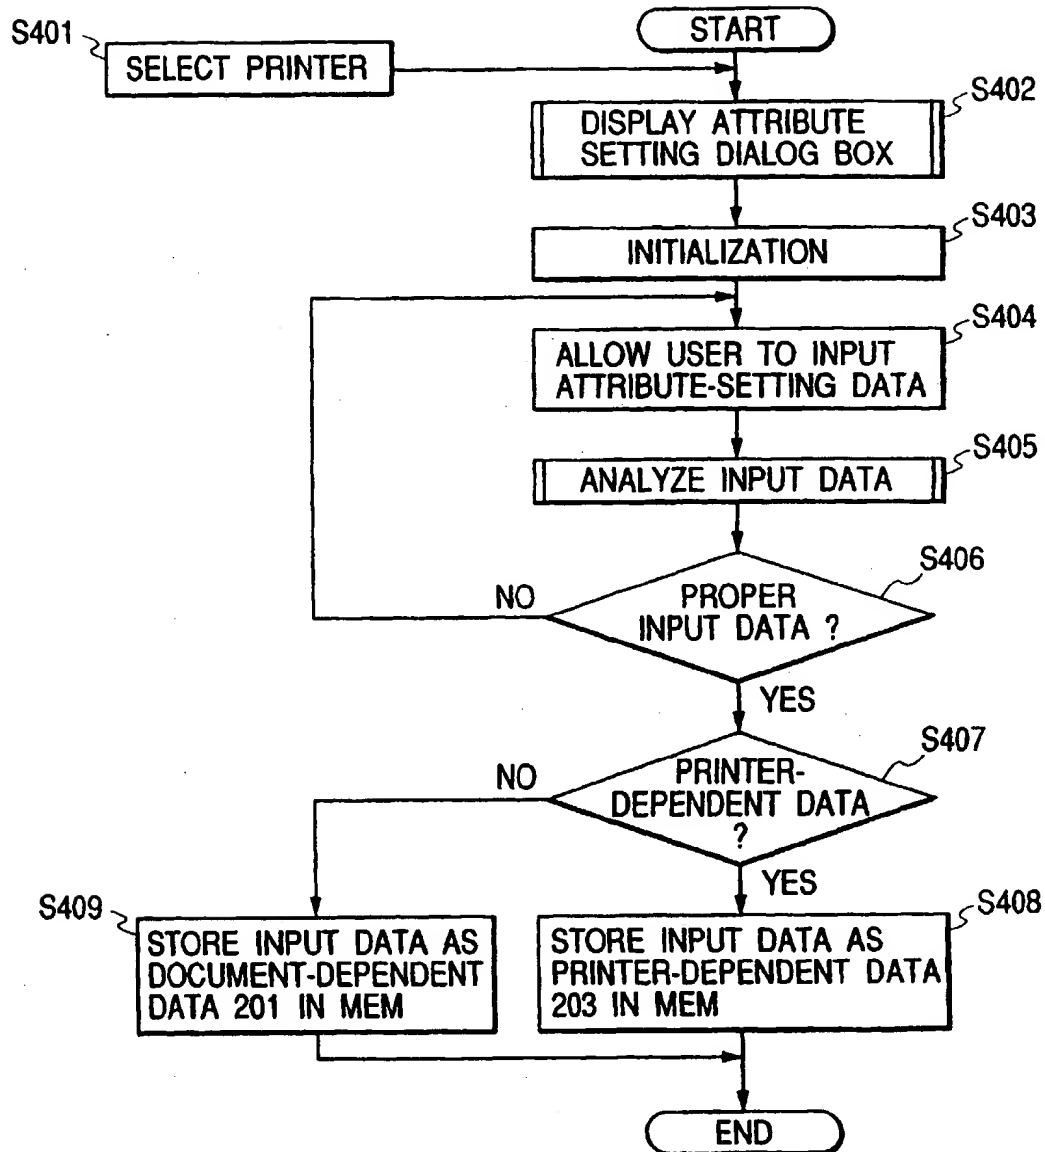 START
S401
SELECT PRINTER
S402
DISPLAY ATTRIBUTE
SETTING DIALOG BOX
S403
INITIALIZATION
S404
ALLOW USER TO INPUT
ATTRIBUTE-SETTING DATA
S405
ANALYZE INPUT DATA
S406
PROPER
INPUT DATA ?
NO
YES
S407
PRINTER-
DEPENDENT DATA
?
NO
YES
S409
STORE INPUT DATA AS
DOCUMENT-DEPENDENT
DATA 201 IN MEM
S408
STORE INPUT DATA AS
PRINTER-DEPENDENT DATA
203 IN MEM
END